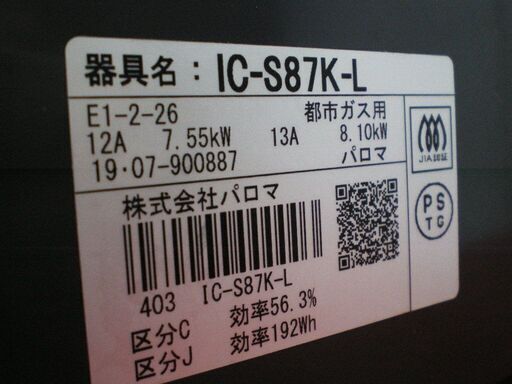 器具名：IC-S87K-L
E1-2-26 都市ガス用
12A 7.55kW 13A 8.10kW
19・07-900887 パロマ
JIA認証
株式会社パロマ
PS
TG
403 IC-S87K-L
区分C 効率56.3%
区分J 効率192Wh